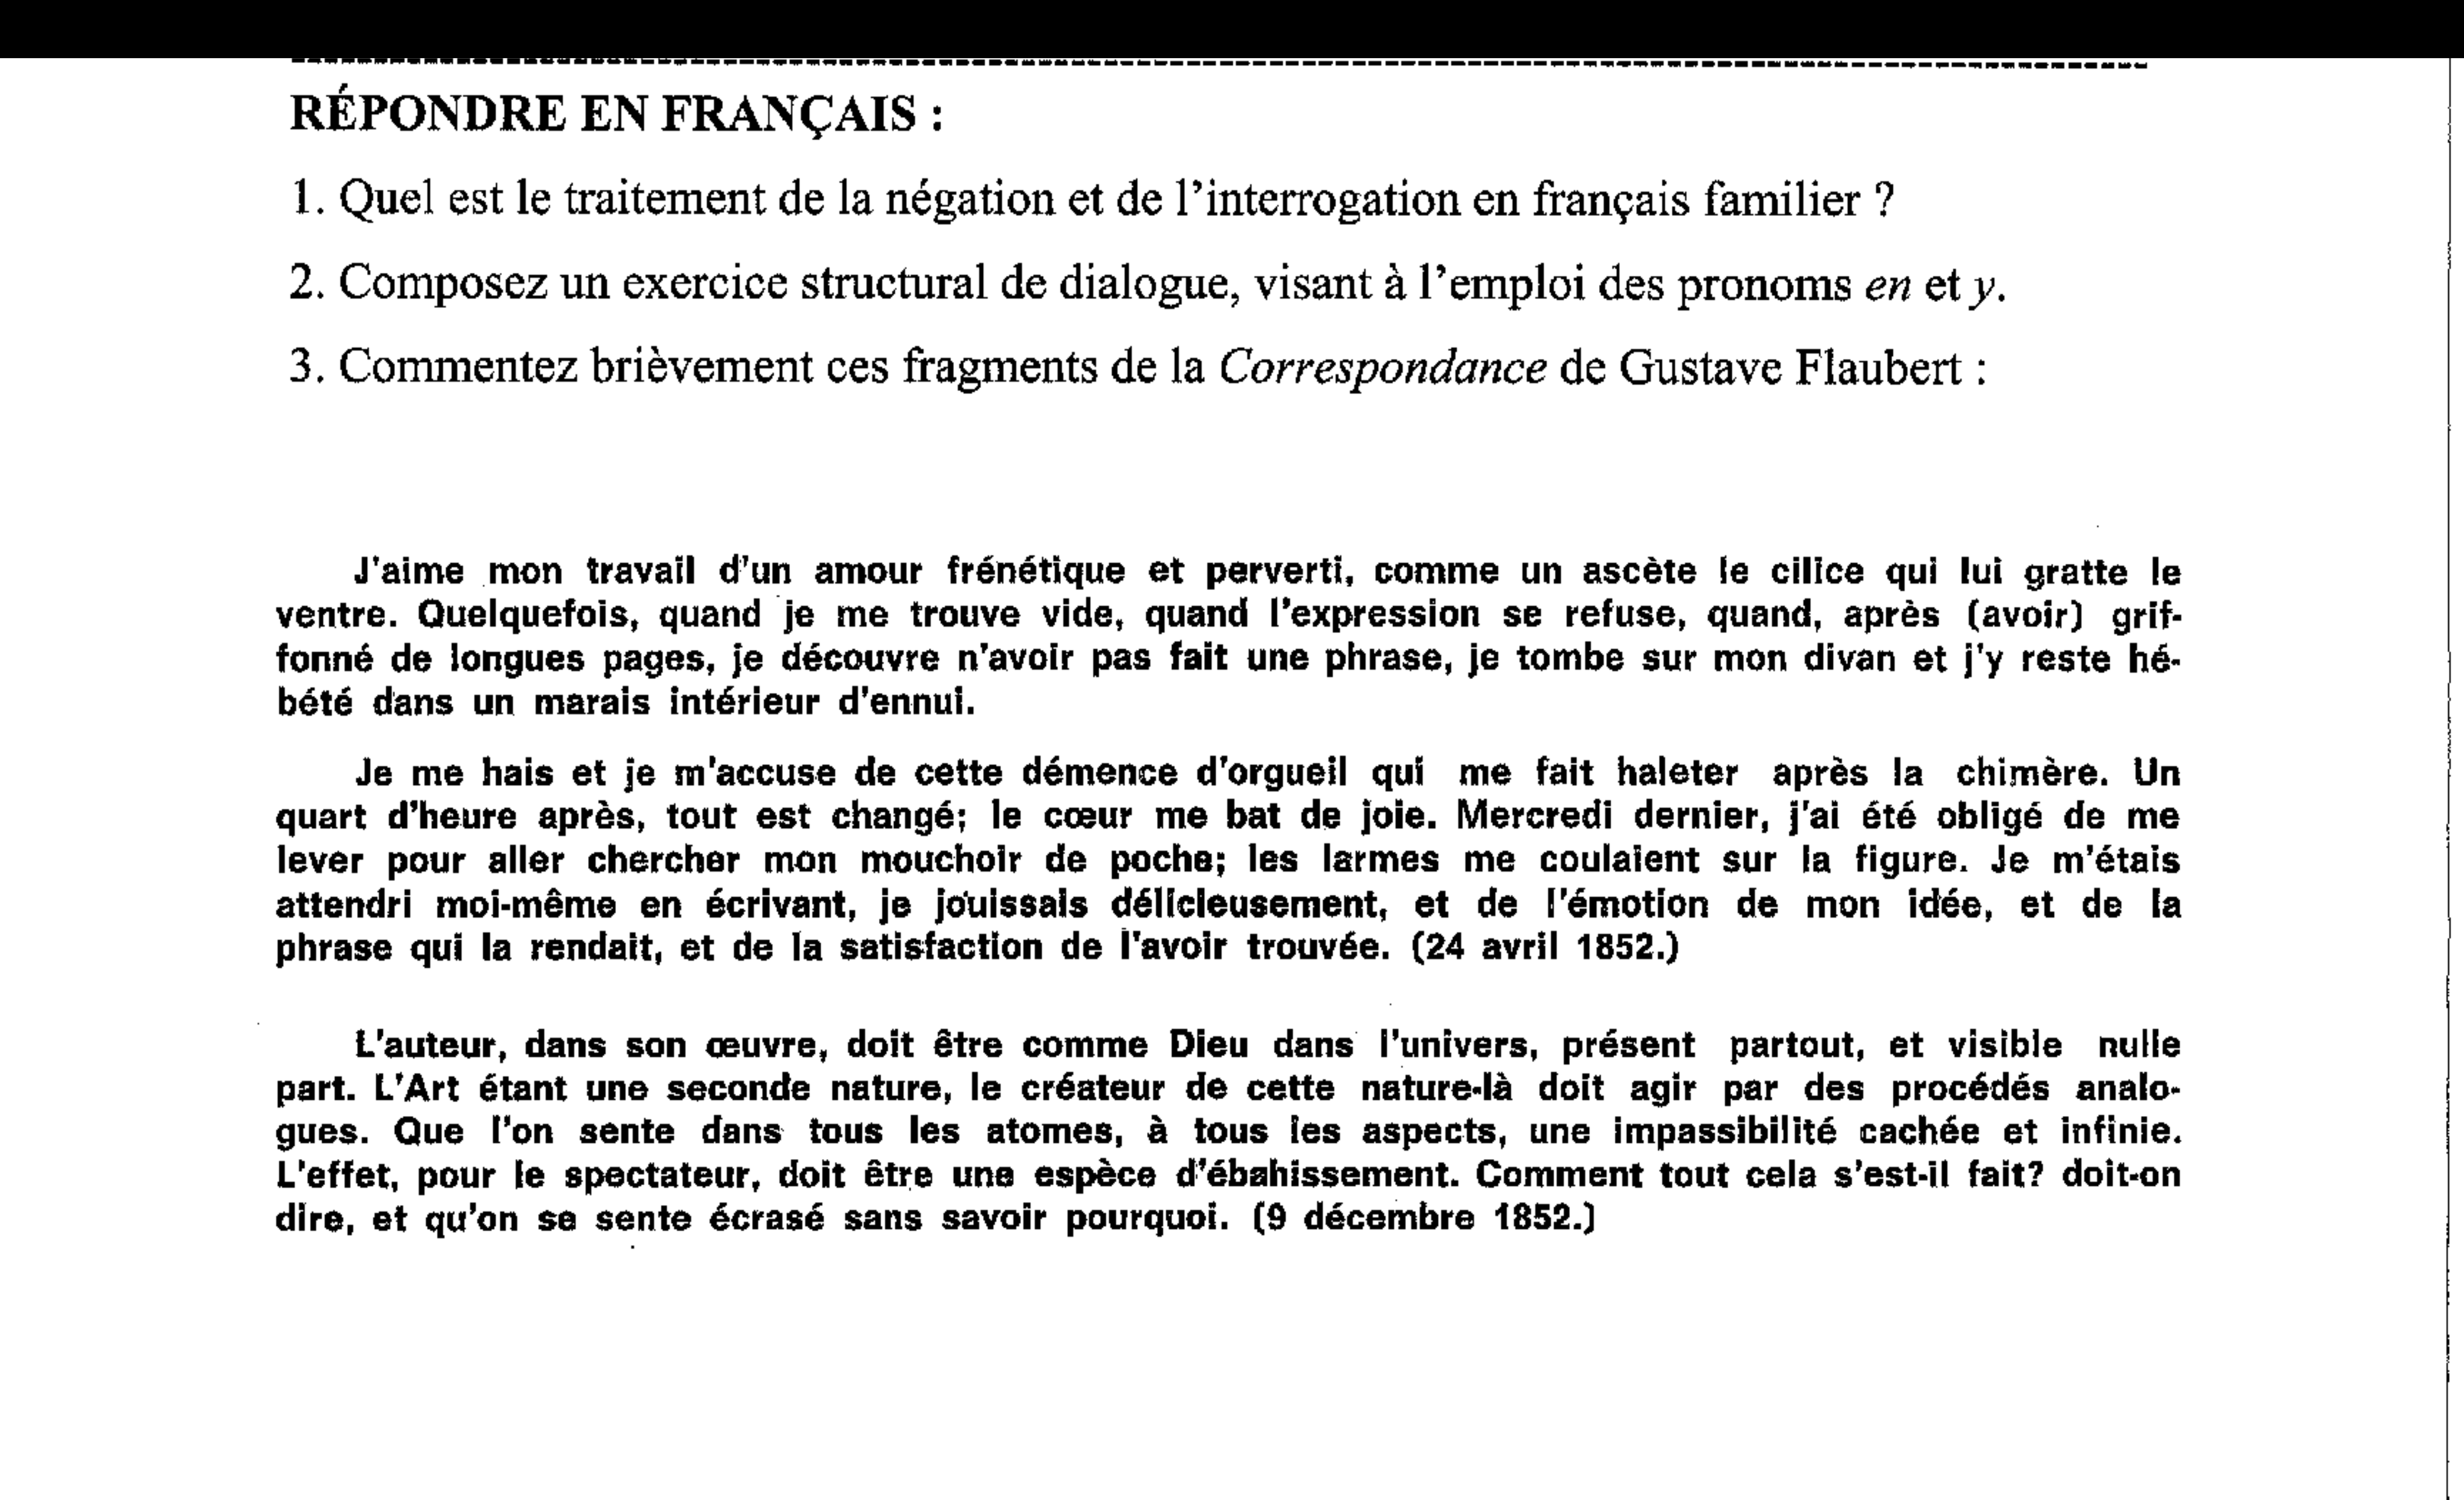 RÉPONDRE EN FRANÇAIS :
1. Quel est le traitement de la négation et de l'interrogation en français familier ?
2. Composez un exercice structural de dialogue, visant à l'emploi des pronoms en et y.
3. Commentez brièvement ces fragments de la Correspondance de Gustave Flaubert :
J'aime mon travail d'un amour frénétique et perverti, comme un ascète le cilice qui lui gratte le
ventre. Quelquefois, quand je me trouve vide, quand l'expression se refuse, quand, après (avoir) grif-
fonné de longues pages, je découvre n'avoir pas fait une phrase, je tombe sur mon divan et j'y reste hé-
bété dans un marais intérieur d'ennui.
Je me hais et je m'accuse de cette démence d'orgueil qui me fait haleter après la chimère. Un
quart d'heure après, tout est changé; le cœur me bat de joie. Mercredi dernier, j'ai été obligé de me
lever pour aller chercher mon mouchoir de poche; les larmes me coulaient sur la figure. Je m'étais
attendri moi-même en écrivant, je jouissais délicieusement, et de l'émotion de mon idée, et de la
phrase qui la rendait, et de la satisfaction de l'avoir trouvée. (24 avril 1852.)
L'auteur, dans son œuvre, doit être comme Dieu dans l'univers, présent partout, et visible nulle
part. L'Art étant une seconde nature, le créateur de cette nature-là doit agir par des procédés analo-
gues. Que l'on sente dans tous les atomes, à tous les aspects, une impassibilité cachée et infinie.
L'effet, pour le spectateur, doit être une espèce d'ébahissement. Comment tout cela s'est-il fait? doit-on
dire, et qu'on se sente écrasé sans savoir pourquoi. (9 décembre 1852.)